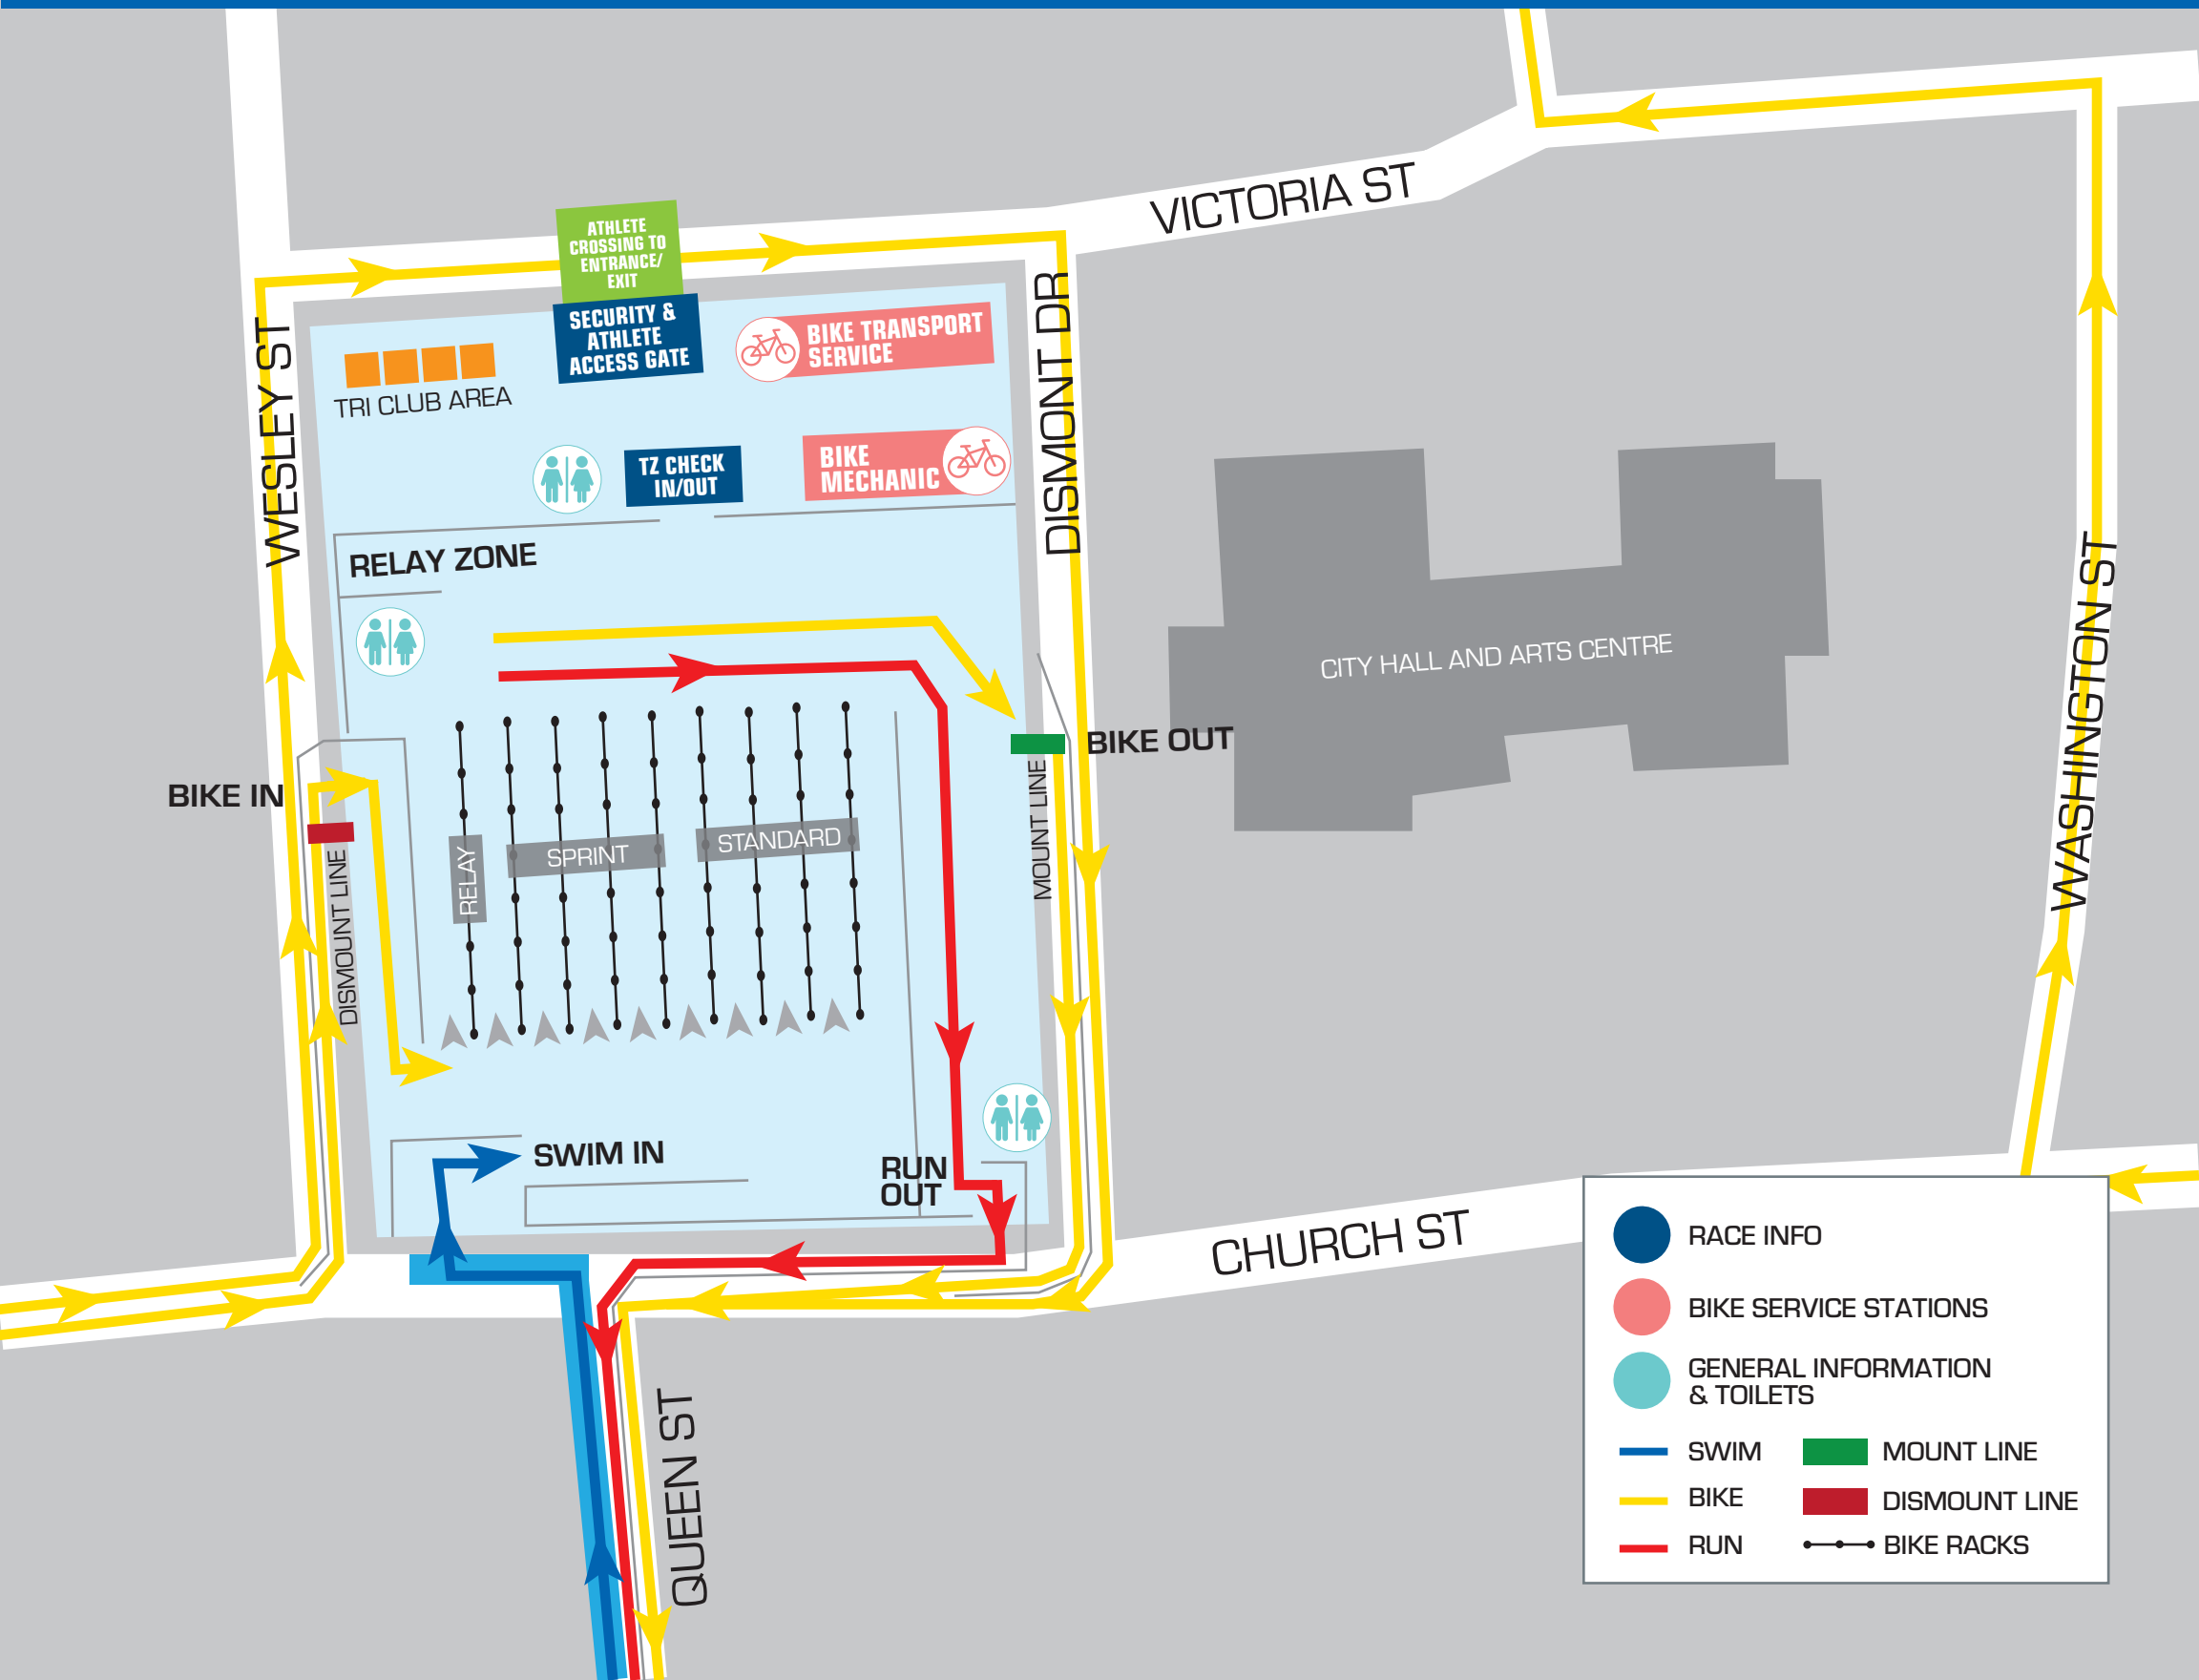 VICTORIA ST
ATHLETE
CROSSING TO
ENTRANCE/
EXIT
SECURITY &
ATHLETE
ACCESS GATE
BIKE TRANSPORT
SERVICE
TRI CLUB AREA
WESLEY ST
DISMONT DR
TZ CHECK
IN/OUT
BIKE
MECHANIC
RELAY ZONE
CITY HALL AND ARTS CENTRE
WASHINGTON ST
BIKE OUT
MOUNT LINE
BIKE IN
DISMOUNT LINE
RELAY
SPRINT
STANDARD
SWIM IN
RUN
OUT
CHURCH ST
QUEEN ST
RACE INFO
BIKE SERVICE STATIONS
GENERAL INFORMATION
& TOILETS
SWIM
MOUNT LINE
BIKE
DISMOUNT LINE
RUN
BIKE RACKS